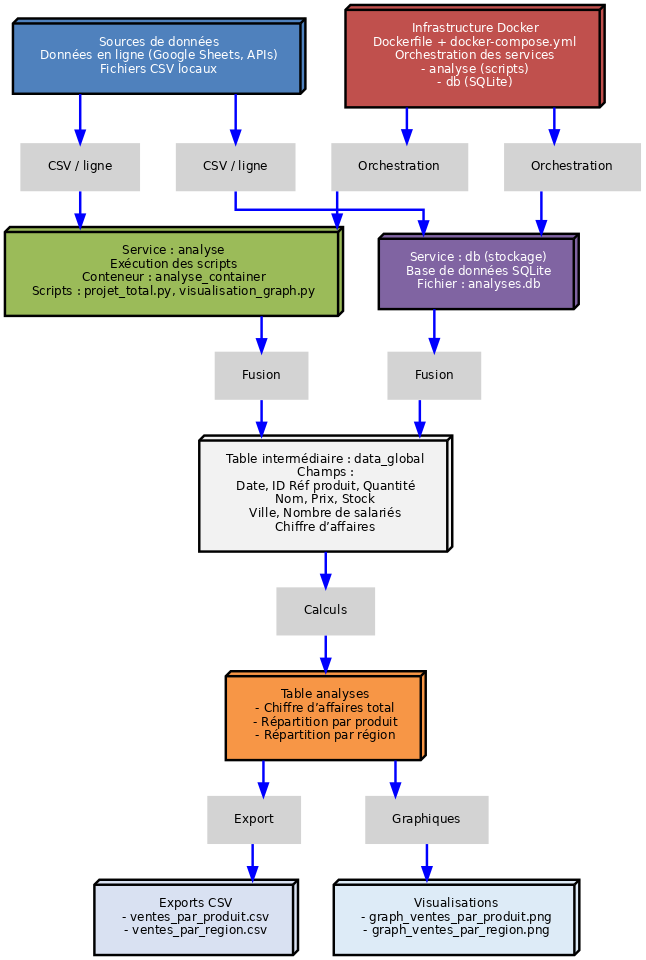 Sources de données
Données en ligne (Google Sheets, APIs)
Fichiers CSV locaux
Infrastructure Docker
Dockerfile + docker-compose.yml
Orchestration des services
- analyse (scripts)
- db (SQLite)
CSV / ligne
CSV / ligne
Orchestration
Orchestration
Service : analyse
Exécution des scripts
Conteneur : analyse_container
Scripts : projet_total.py, visualisation_graph.py
Service : db (stockage)
Base de données SQLite
Fichier : analyses.db
Fusion
Fusion
Table intermédiaire : data_global
Champs :
Date, ID Réf produit, Quantité
Nom, Prix, Stock
Ville, Nombre de salariés
Chiffre d’affaires
Calculs
Table analyses
- Chiffre d’affaires total
- Répartition par produit
- Répartition par région
Export
Graphiques
Exports CSV
- ventes_par_produit.csv
- ventes_par_region.csv
Visualisations
- graph_ventes_par_produit.png
- graph_ventes_par_region.png